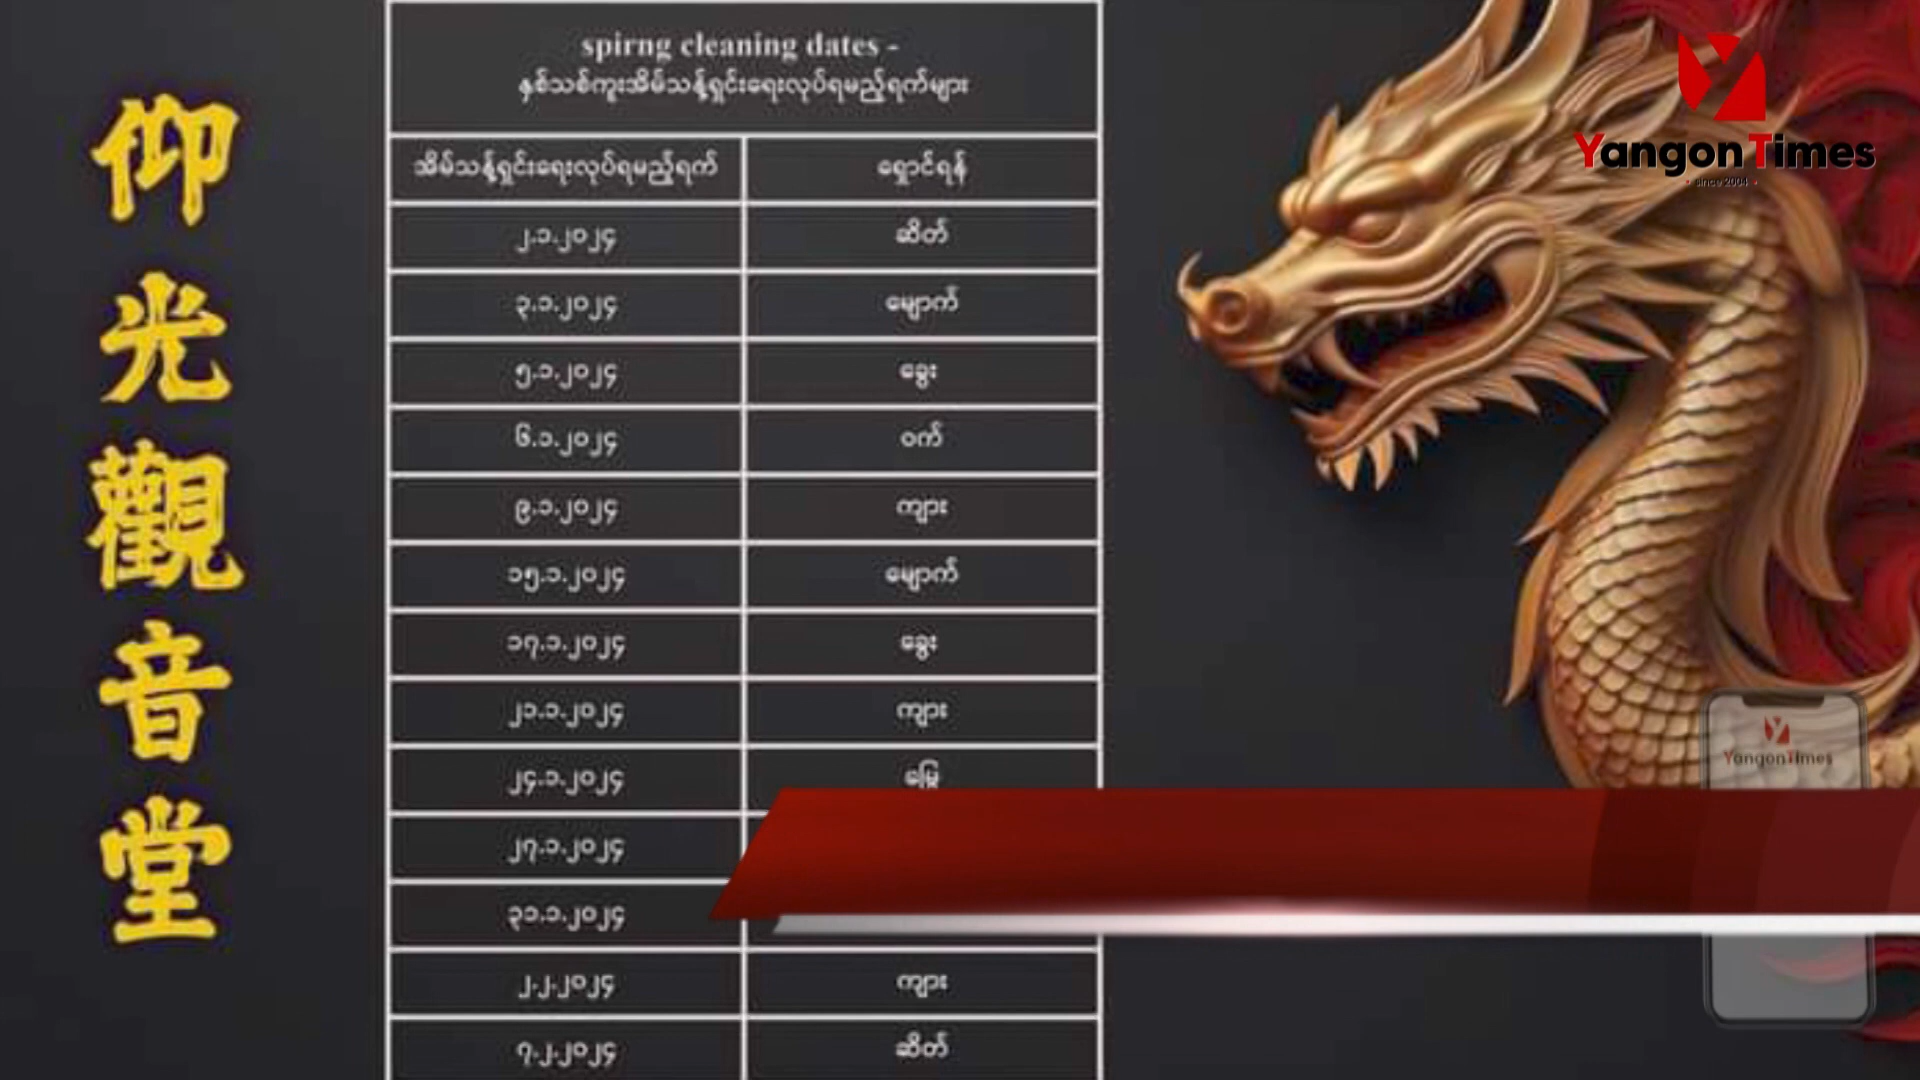 仰光觀音堂
spirng cleaning dates -
နှစ်သစ်ကူးအိမ်သန့်ရှင်းရေးလုပ်ရမည့်ရက်များ
အိမ်သန့်ရှင်းရေးလုပ်ရမည့်ရက် ရှောင်ရန်
၂.၁.၂၀၂၄ ဆိတ်
၃.၁.၂၀၂၄ မျောက်
၅.၁.၂၀၂၄ ခွေး
၆.၁.၂၀၂၄ ဝက်
၉.၁.၂၀၂၄ ကျား
၁၅.၁.၂၀၂၄ မျောက်
၁၇.၁.၂၀၂၄ ခွေး
၂၁.၁.၂၀၂၄ ကျား
၂၄.၁.၂၀၂၄ မြွေ
၂၇.၁.၂၀၂၄
၃၁.၁.၂၀၂၄
၂.၂.၂၀၂၄ ကျား
၇.၂.၂၀၂၄ ဆိတ်
Yangon Times
since 2004
YangonTimes